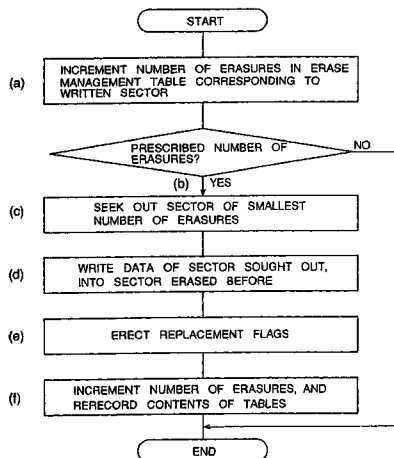 START
(a)
INCREMENT NUMBER OF ERASURES IN ERASE
MANAGEMENT TABLE CORRESPONDING TO
WRITTEN SECTOR
PRESCRIBED NUMBER OF
ERASURES?
NO
(b)
YES
(c)
SEEK OUT SECTOR OF SMALLEST
NUMBER OF ERASURES
(d)
WRITE DATA OF SECTOR SOUGHT OUT,
INTO SECTOR ERASED BEFORE
(e)
ERECT REPLACEMENT FLAGS
(f)
INCREMENT NUMBER OF ERASURES, AND
RERECORD CONTENTS OF TABLES
END